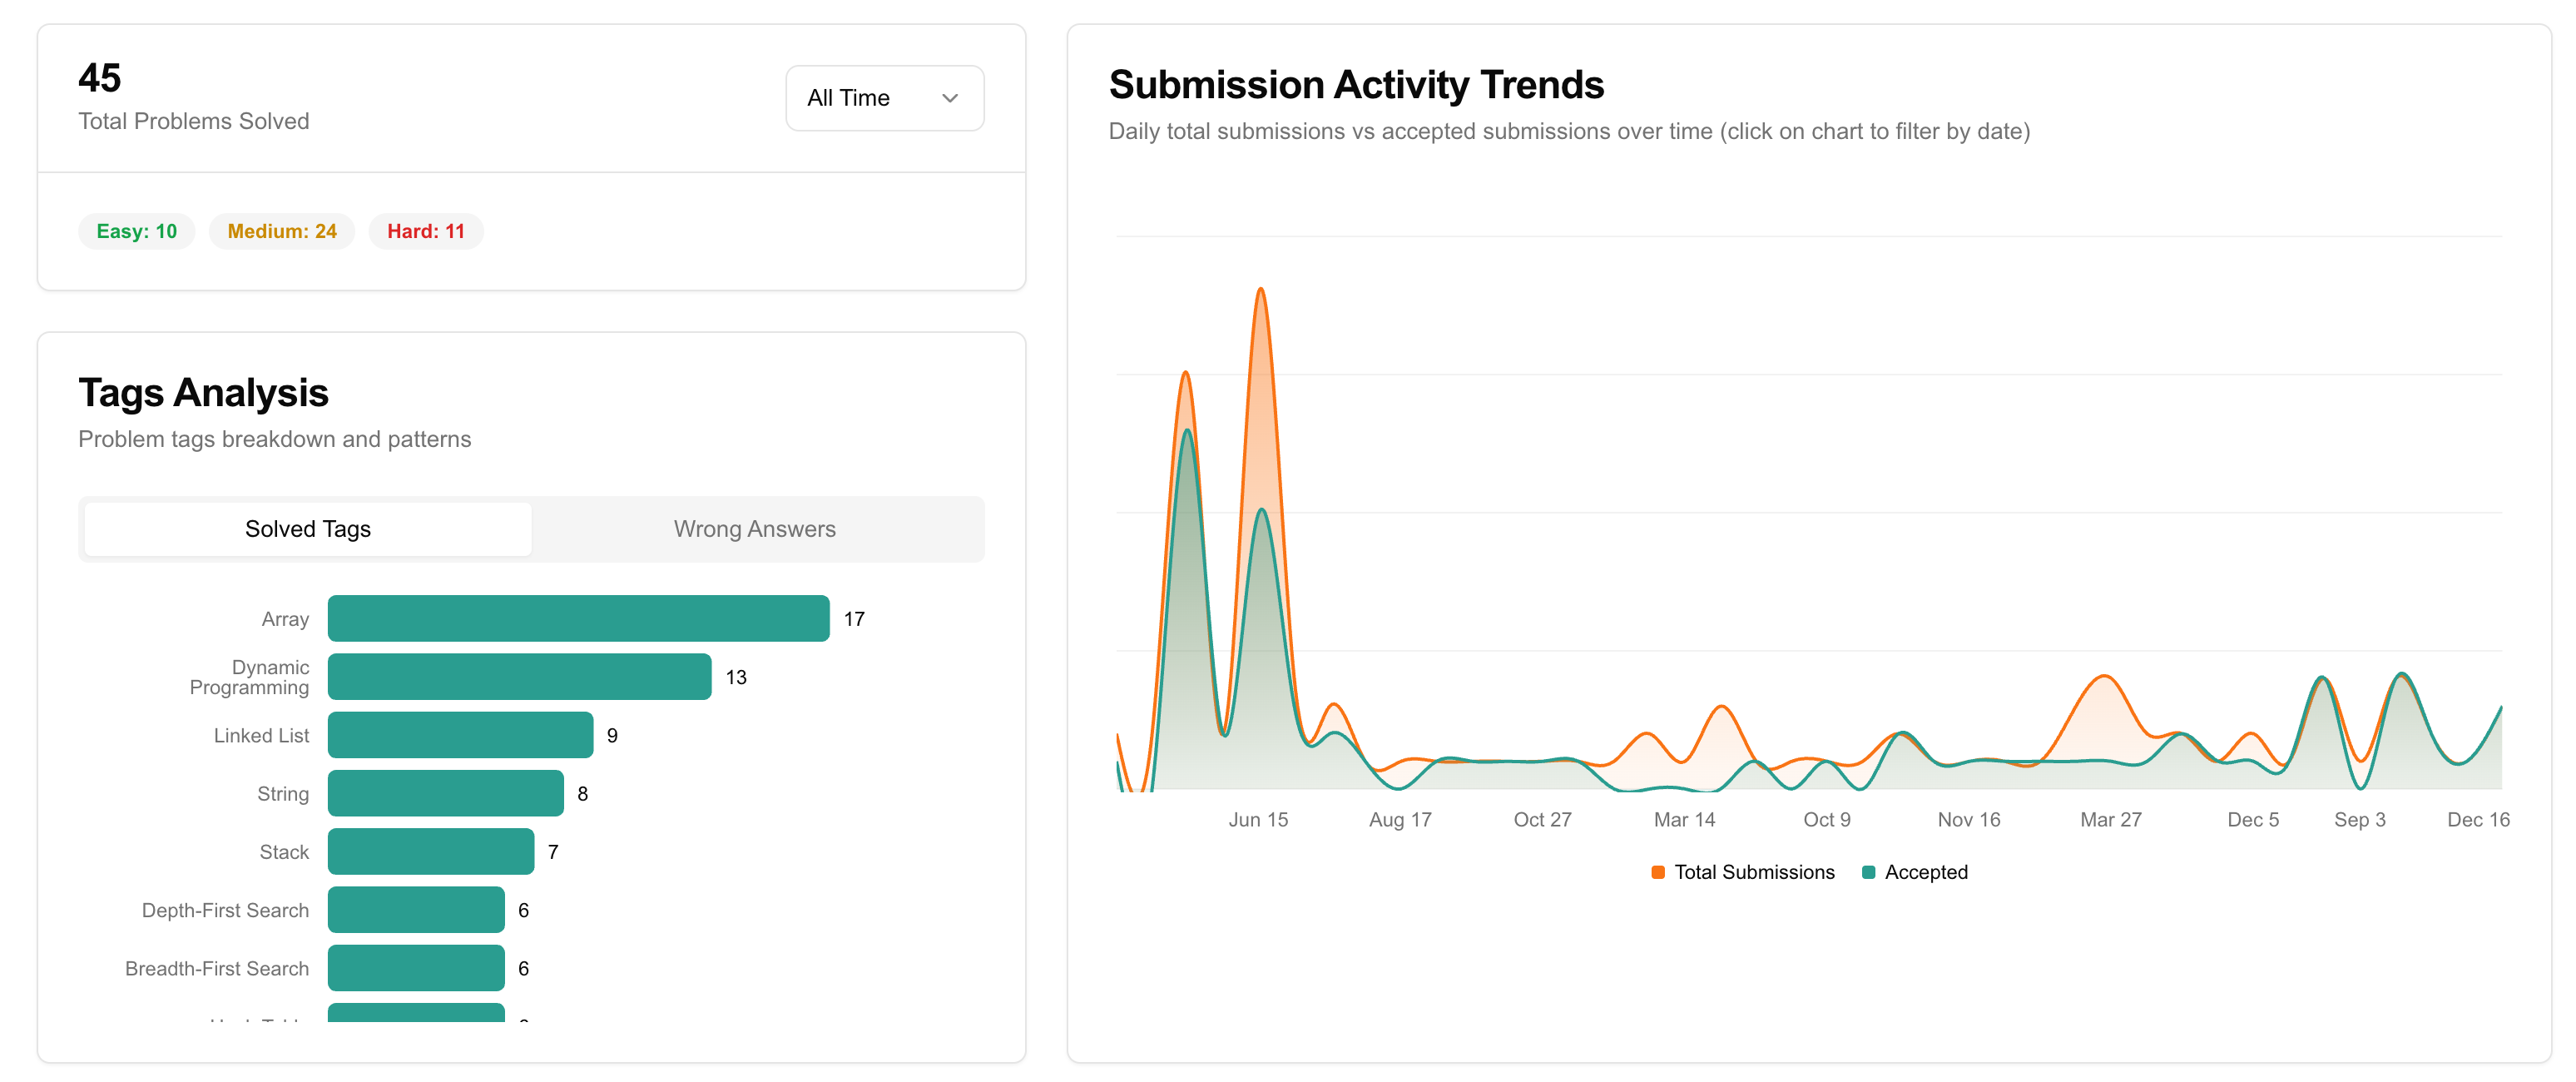 45
Total Problems Solved
All Time
Easy: 10
Medium: 24
Hard: 11
Tags Analysis
Problem tags breakdown and patterns
Solved Tags
Wrong Answers
Array
17
Dynamic
Programming
13
Linked List
9
String
8
Stack
7
Depth-First Search
6
Breadth-First Search
6
Submission Activity Trends
Daily total submissions vs accepted submissions over time (click on chart to filter by date)
Jun 15
Aug 17
Oct 27
Mar 14
Oct 9
Nov 16
Mar 27
Dec 5
Sep 3
Dec 16
Total Submissions
Accepted